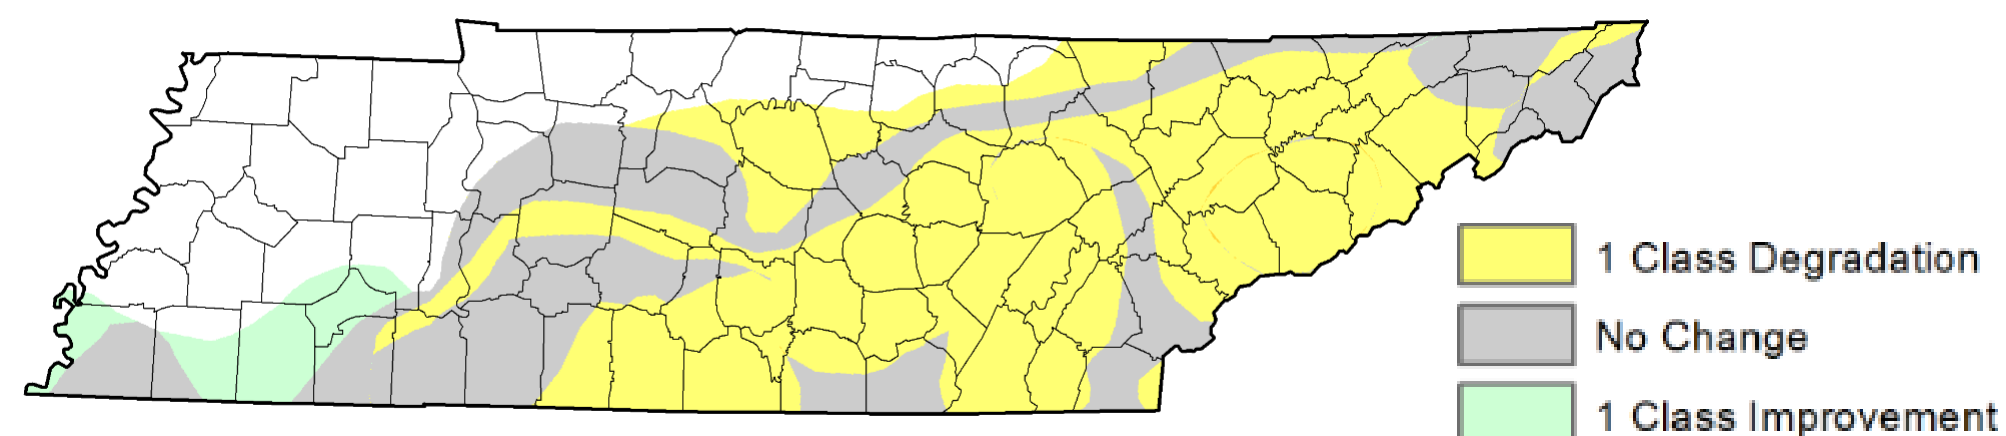 1 Class Degradation
No Change
1 Class Improvement